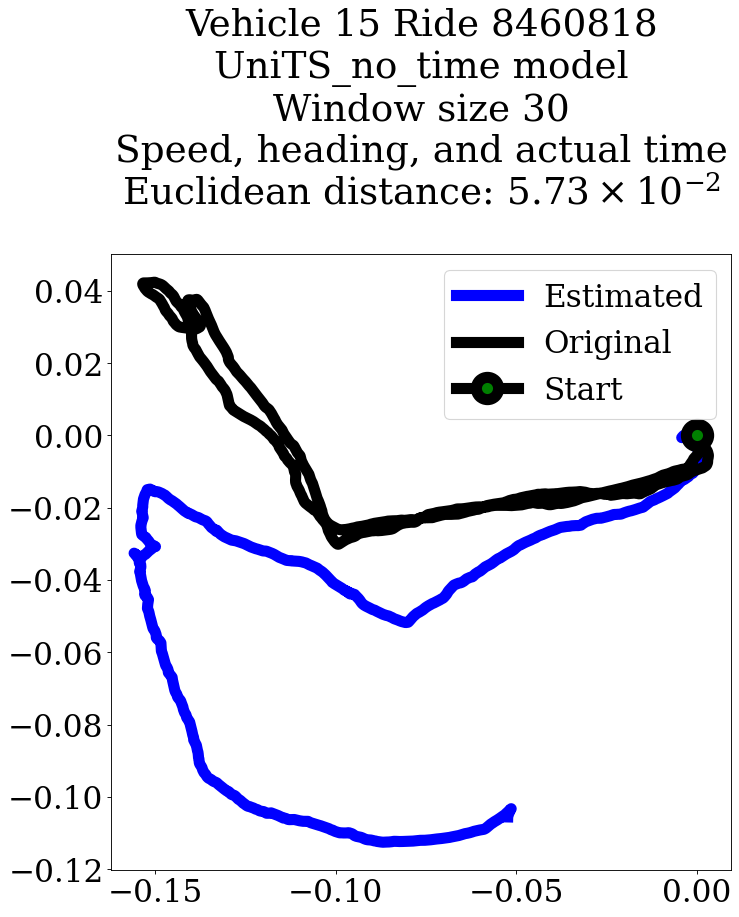 Vehicle 15 Ride 8460818
UniTS_no_time model
Window size 30
Speed, heading, and actual time
Euclidean distance: 5.73 × 10⁻²
Estimated
Original
Start
0.04
0.02
0.00
−0.02
−0.04
−0.06
−0.08
−0.10
−0.12
−0.15
−0.10
−0.05
0.00